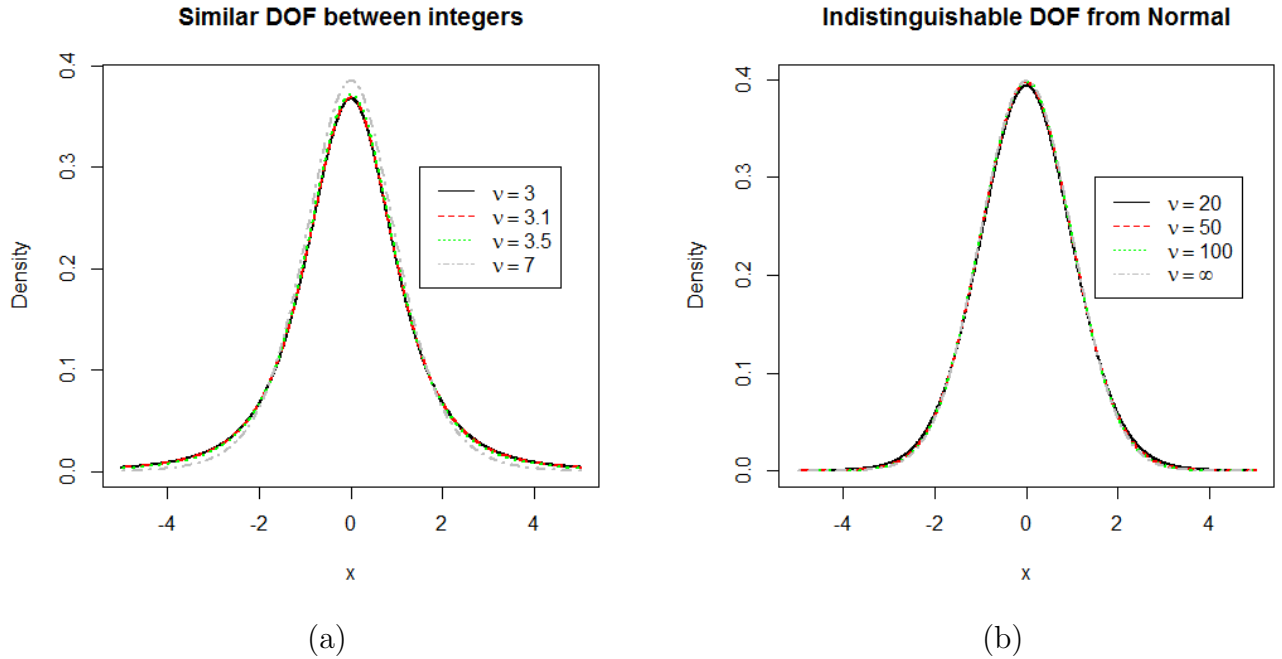 Similar DOF between integers
Density
0.0
0.1
0.2
0.3
0.4
ν = 3
ν = 3.1
ν = 3.5
ν = 7
-4
-2
0
2
4
x
(a)
Indistinguishable DOF from Normal
Density
0.0
0.1
0.2
0.3
0.4
ν = 20
ν = 50
ν = 100
ν = ∞
-4
-2
0
2
4
x
(b)